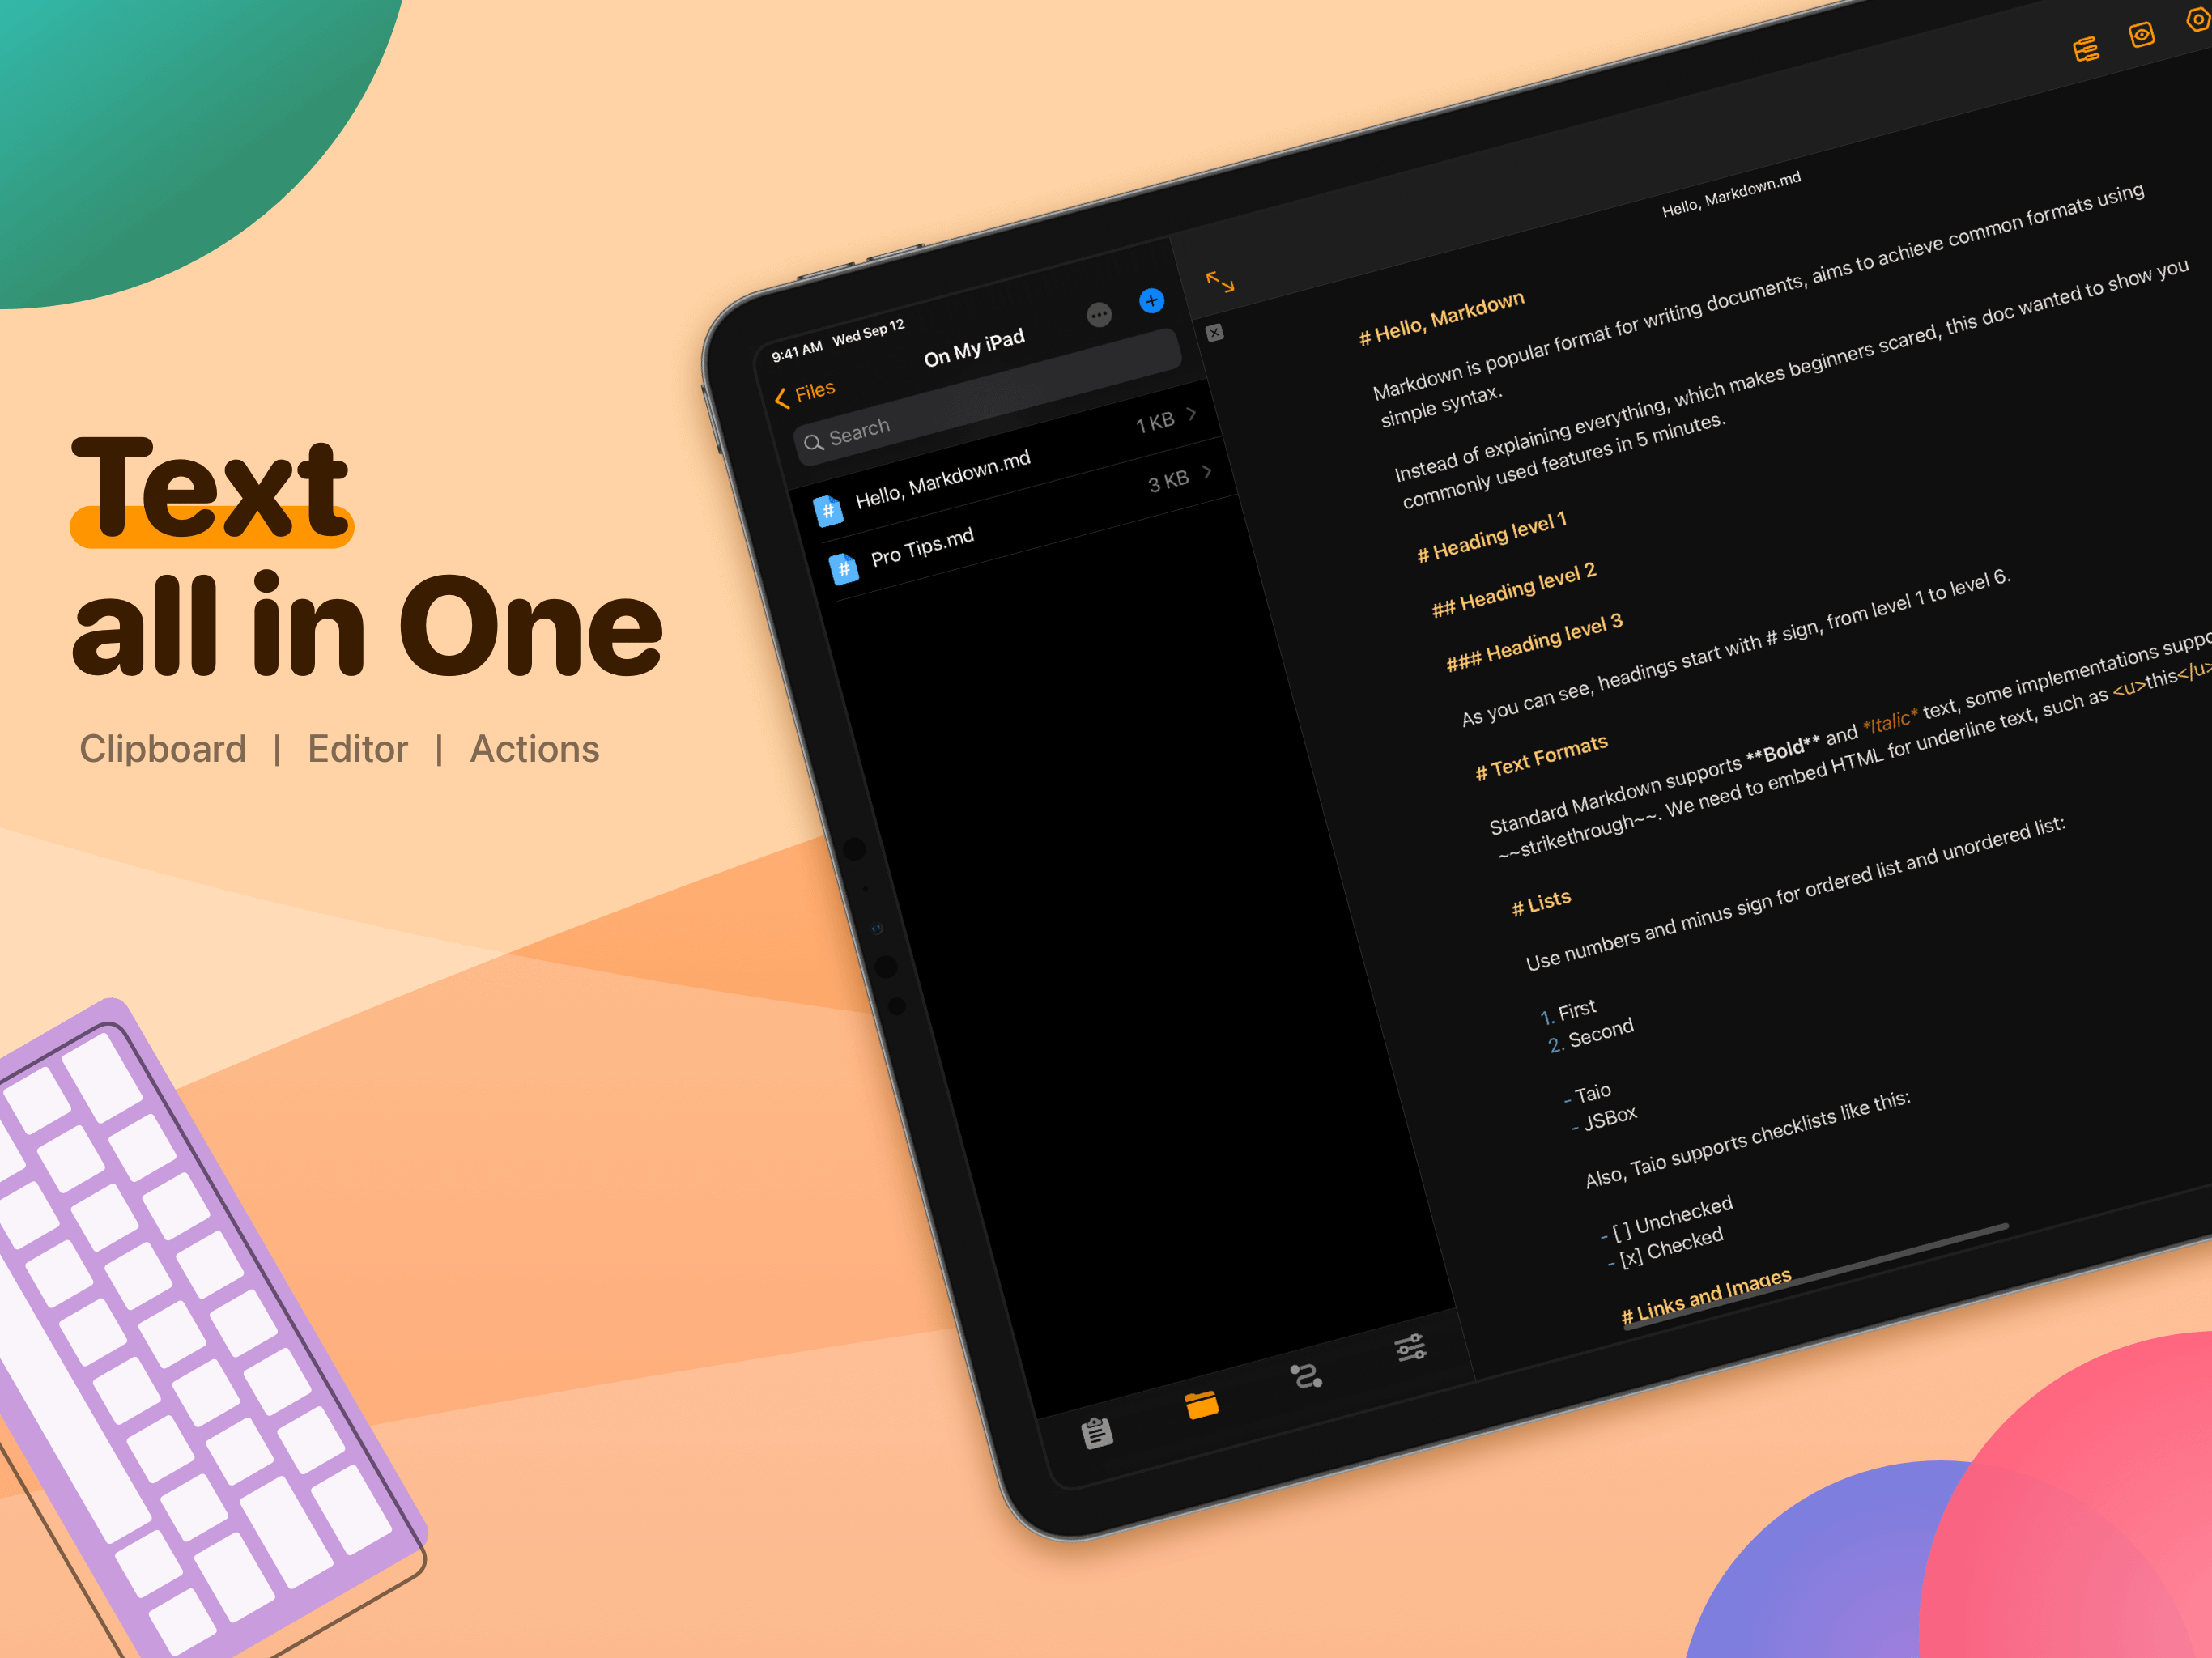 Text
all in One
Clipboard | Editor | Actions
9:41 AM Wed Sep 12
Files
On My iPad
Search
Hello, Markdown.md 1 KB
Pro Tips.md 3 KB
Hello, Markdown.md
# Hello, Markdown
Markdown is popular format for writing documents, aims to achieve common formats using
simple syntax.
Instead of explaining everything, which makes beginners scared, this doc wanted to show you
commonly used features in 5 minutes.
# Heading level 1
## Heading level 2
### Heading level 3
As you can see, headings start with # sign, from level 1 to level 6.
# Text Formats
Standard Markdown supports **Bold** and *Italic* text, some implementations
~~strikethrough~~. We need to embed HTML for underline text, such as <u>this</u>
# Lists
Use numbers and minus sign for ordered list and unordered list:
1. First
2. Second
- Taio
- JSBox
Also, Taio supports checklists like this:
- [ ] Unchecked
- [x] Checked
# Links and Images